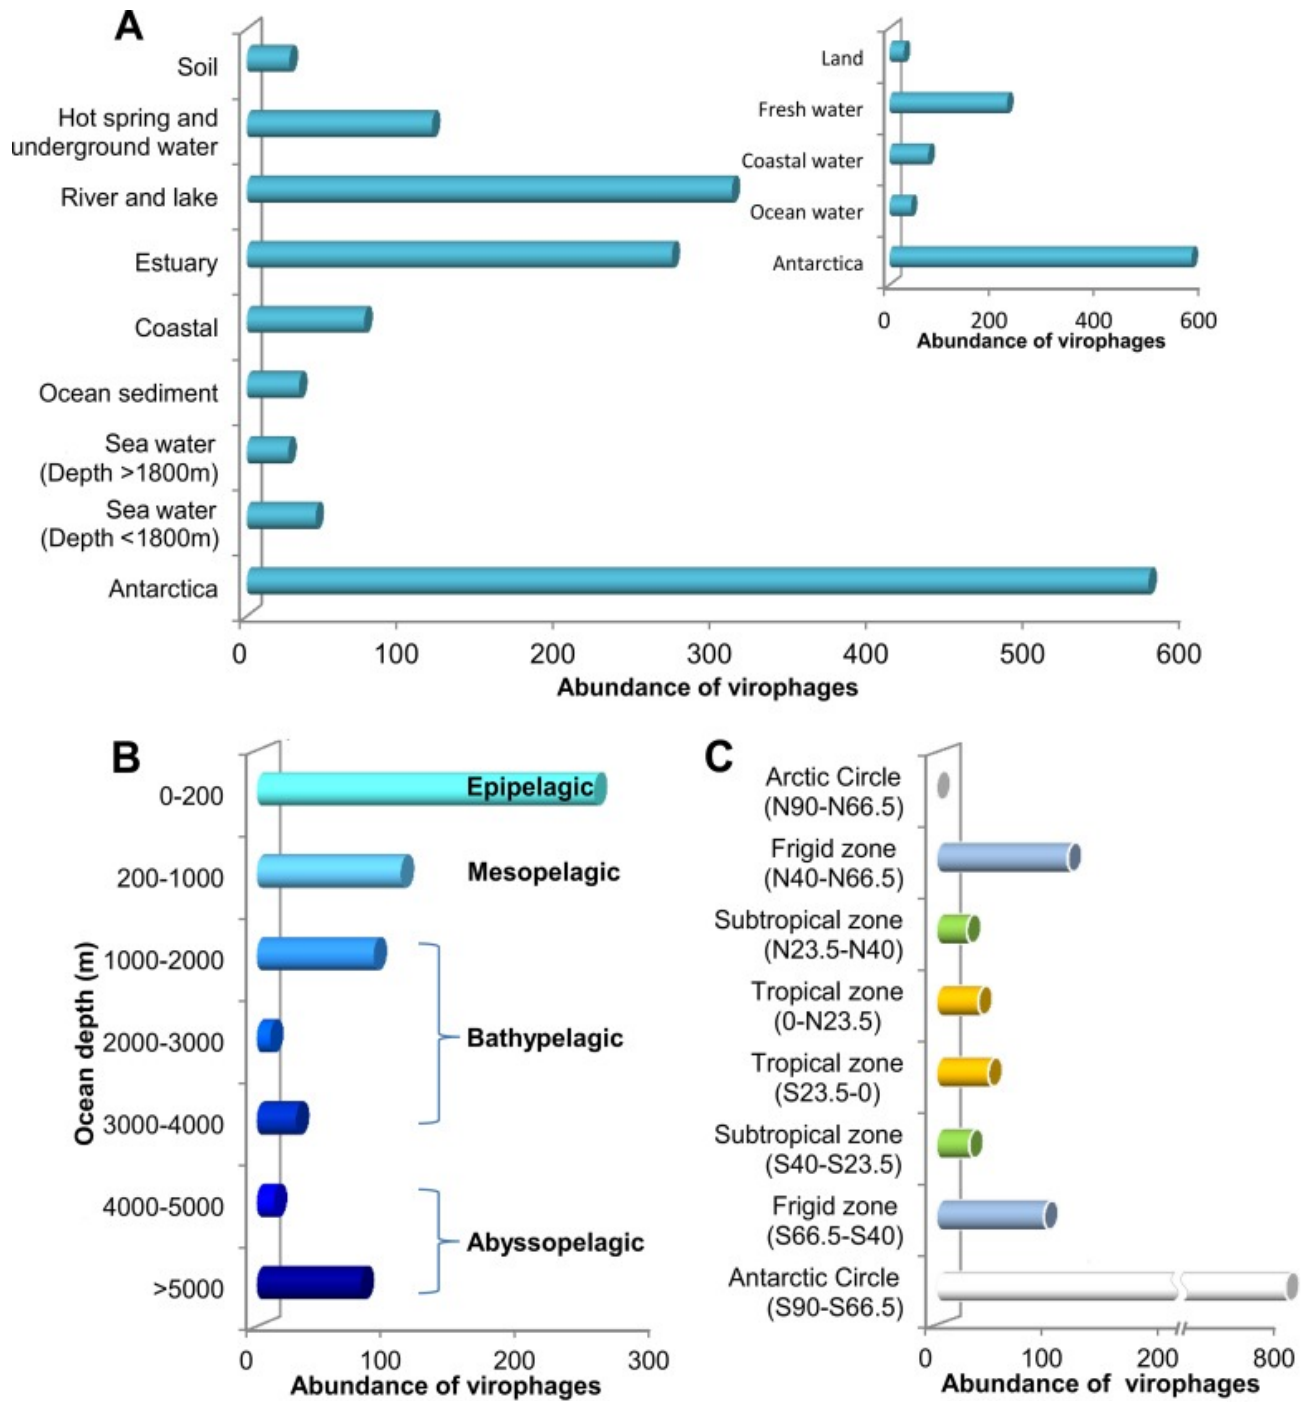 A
Soil
Hot spring and
underground water
River and lake
Estuary
Coastal
Ocean sediment
Sea water
(Depth >1800m)
Sea water
(Depth <1800m)
Antarctica
0 100 200 300 400 500 600
Abundance of virophages
Land
Fresh water
Coastal water
Ocean water
Antarctica
0 200 400 600
Abundance of virophages
B
Ocean depth (m)
0-200
Epipelagic
200-1000
Mesopelagic
1000-2000
2000-3000
Bathypelagic
3000-4000
4000-5000
Abyssopelagic
>5000
0 100 200 300
Abundance of virophages
C
Arctic Circle
(N90-N66.5)
Frigid zone
(N40-N66.5)
Subtropical zone
(N23.5-N40)
Tropical zone
(0-N23.5)
Tropical zone
(S23.5-0)
Subtropical zone
(S40-S23.5)
Frigid zone
(S66.5-S40)
Antarctic Circle
(S90-S66.5)
0 100 200 800
Abundance of virophages